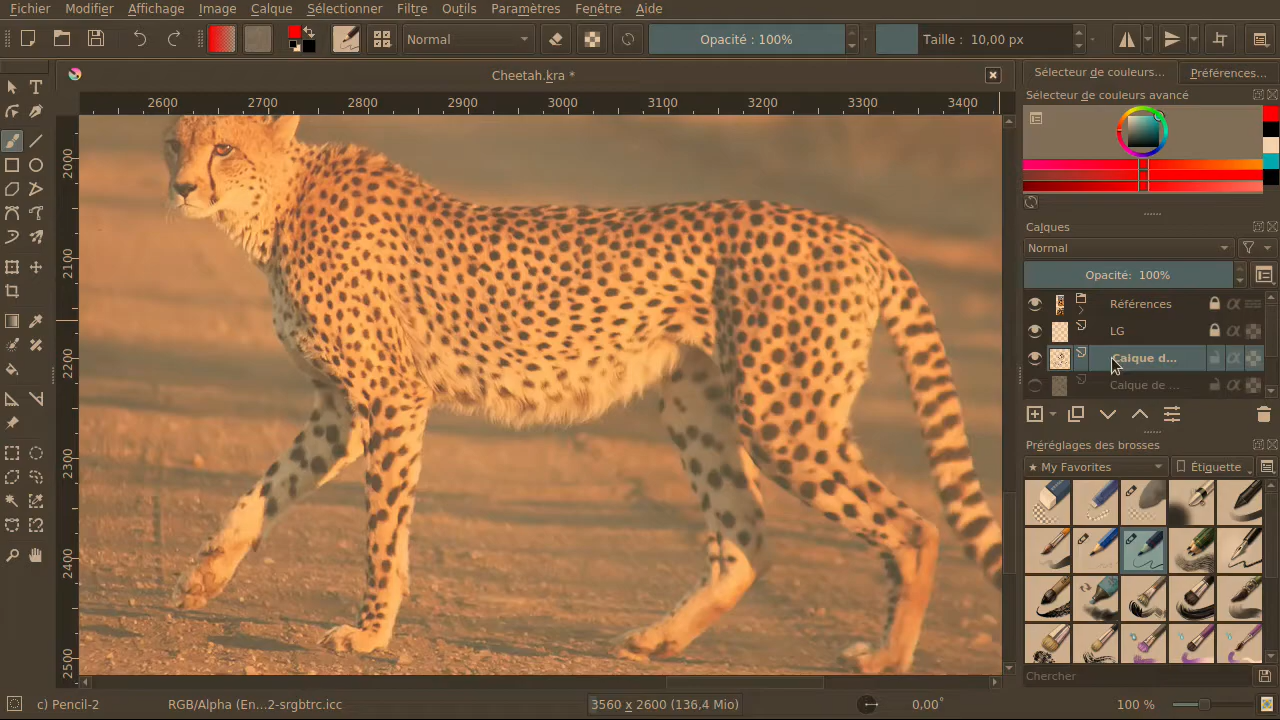 Fichier Modifier Affichage Image Calque Sélectionner Filtre Outils Paramètres Fenêtre Aide
Normal Opacité : 100% Taille : 10,00 px
Cheetah.kra *
Sélecteur de couleurs... Préférences...
Sélecteur de couleurs avancé
2600 2700 2800 2900 3000 3100 3200 3300 3400
2000
2100
2200
2300
2400
2500
Calques
Normal
Opacité: 100%
Références
LG
Calque d...
Calque de ...
Préréglages des brosses
★ My Favorites Étiquette
Chercher
c) Pencil-2 RGB/Alpha (En...2-srgbtrc.icc 3560 x 2600 (136,4 Mio) 0,00° 100 %